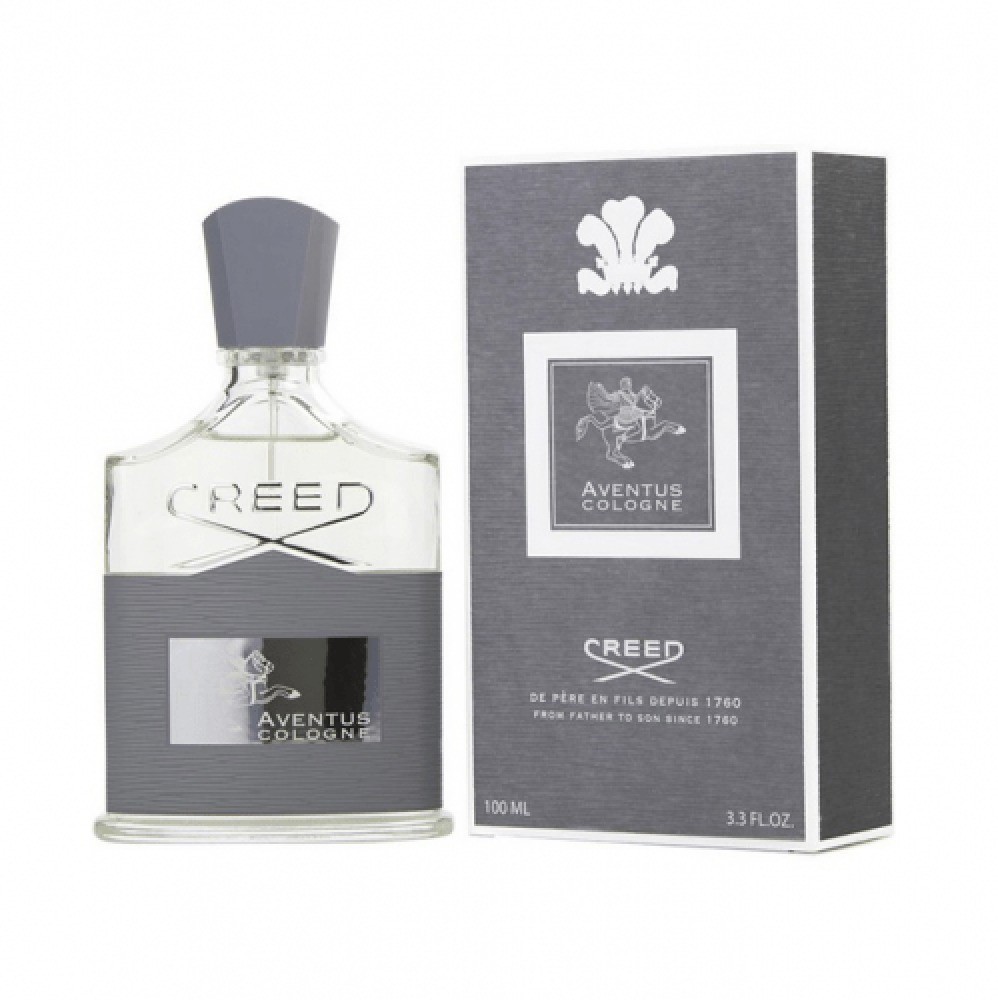 CREED
AVENTUS
COLOGNE
AVENTUS
COLOGNE
CREED
DE PÈRE EN FILS DEPUIS 1760
FROM FATHER TO SON SINCE 1760
100 ML
3.3 FL.OZ.